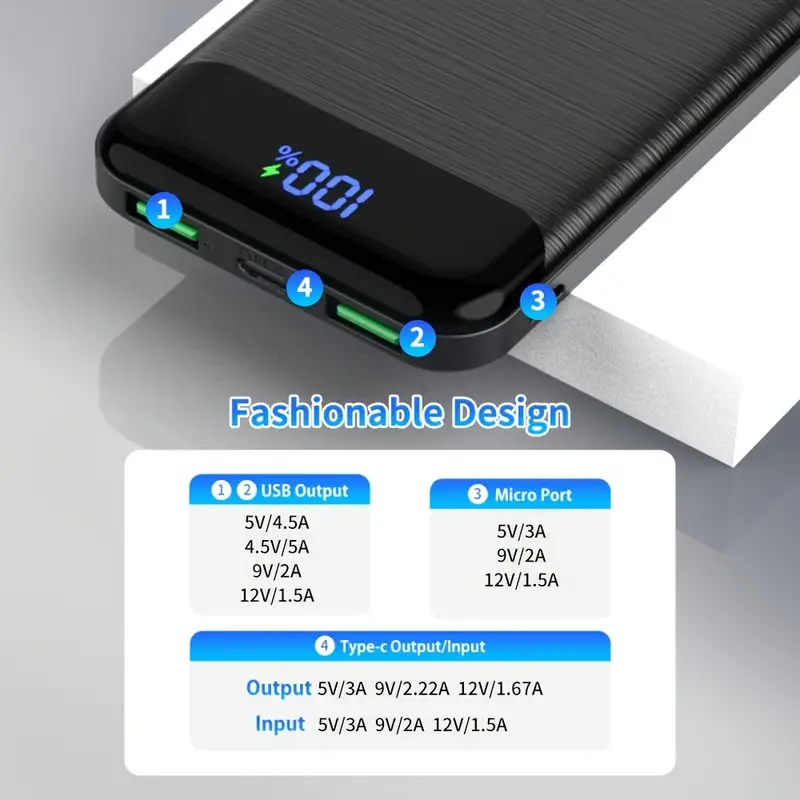 100%
1
4
3
2
Fashionable Design
1 2 USB Output
5V/4.5A
4.5V/5A
9V/2A
12V/1.5A
3 Micro Port
5V/3A
9V/2A
12V/1.5A
4 Type-c Output/Input
Output 5V/3A 9V/2.22A 12V/1.67A
Input 5V/3A 9V/2A 12V/1.5A